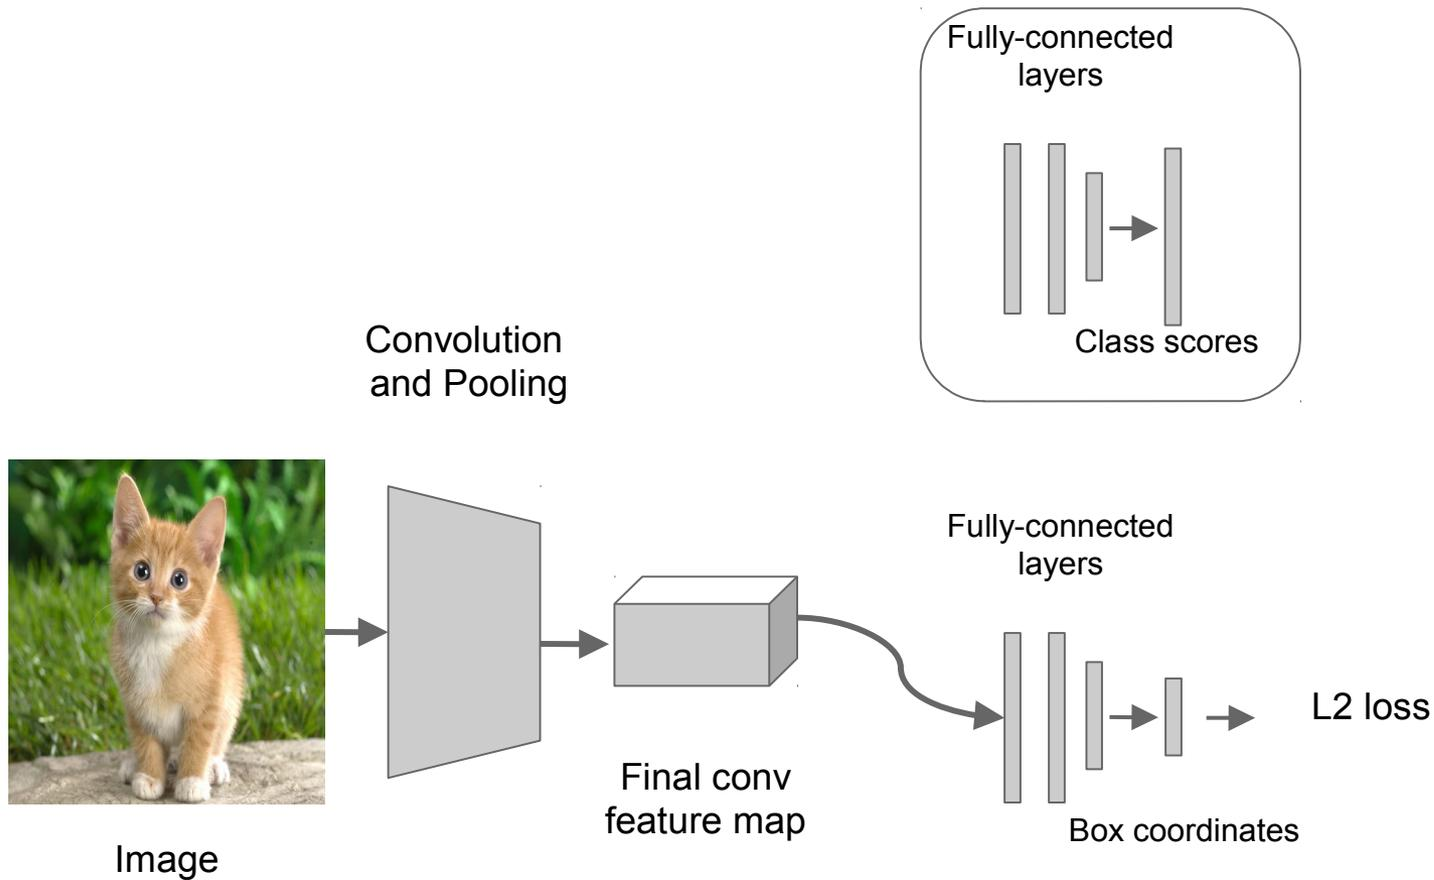 Fully-connected
layers
Class scores
Convolution
and Pooling
Fully-connected
layers
L2 loss
Final conv
feature map
Box coordinates
Image